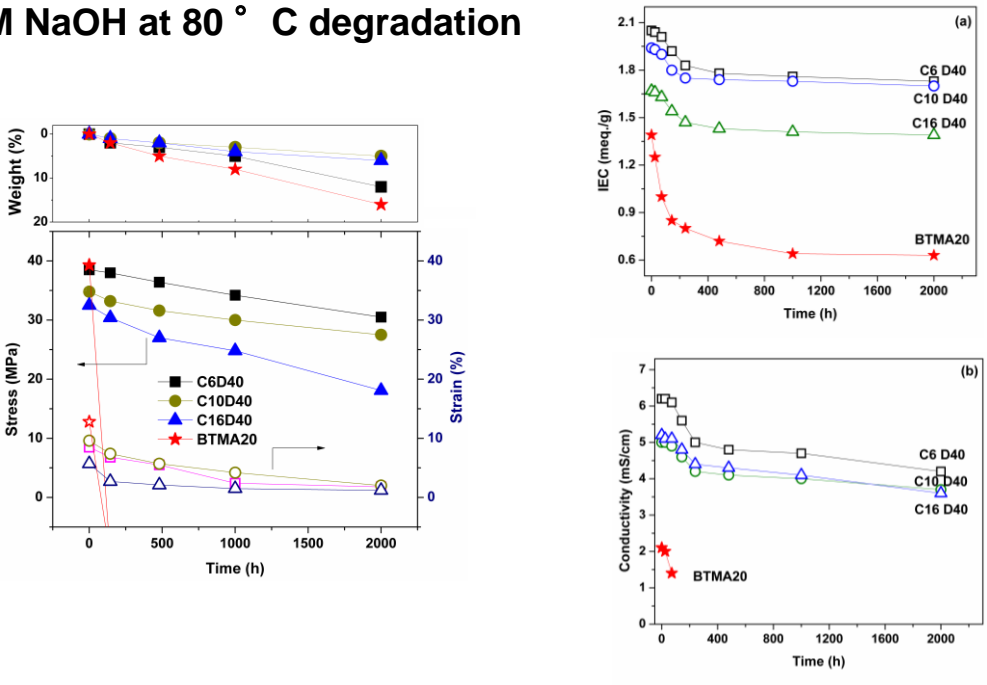 M NaOH at 80 ° C degradation
0
10
20
Weight (%)
40
30
20
10
0
Stress (MPa)
40
30
20
10
0
Strain (%)
C6D40
C10D40
C16D40
BTMA20
0 500 1000 1500 2000
Time (h)
(a)
2.1
1.8
1.5
1.2
0.9
0.6
IEC (meq./g)
C6 D40
C10 D40
C16 D40
BTMA20
0 400 800 1200 1600 2000
Time (h)
(b)
7
6
5
4
3
2
1
0
Conductivity (mS/cm)
C6 D40
C10 D40
C16 D40
BTMA20
0 400 800 1200 1600 2000
Time (h)